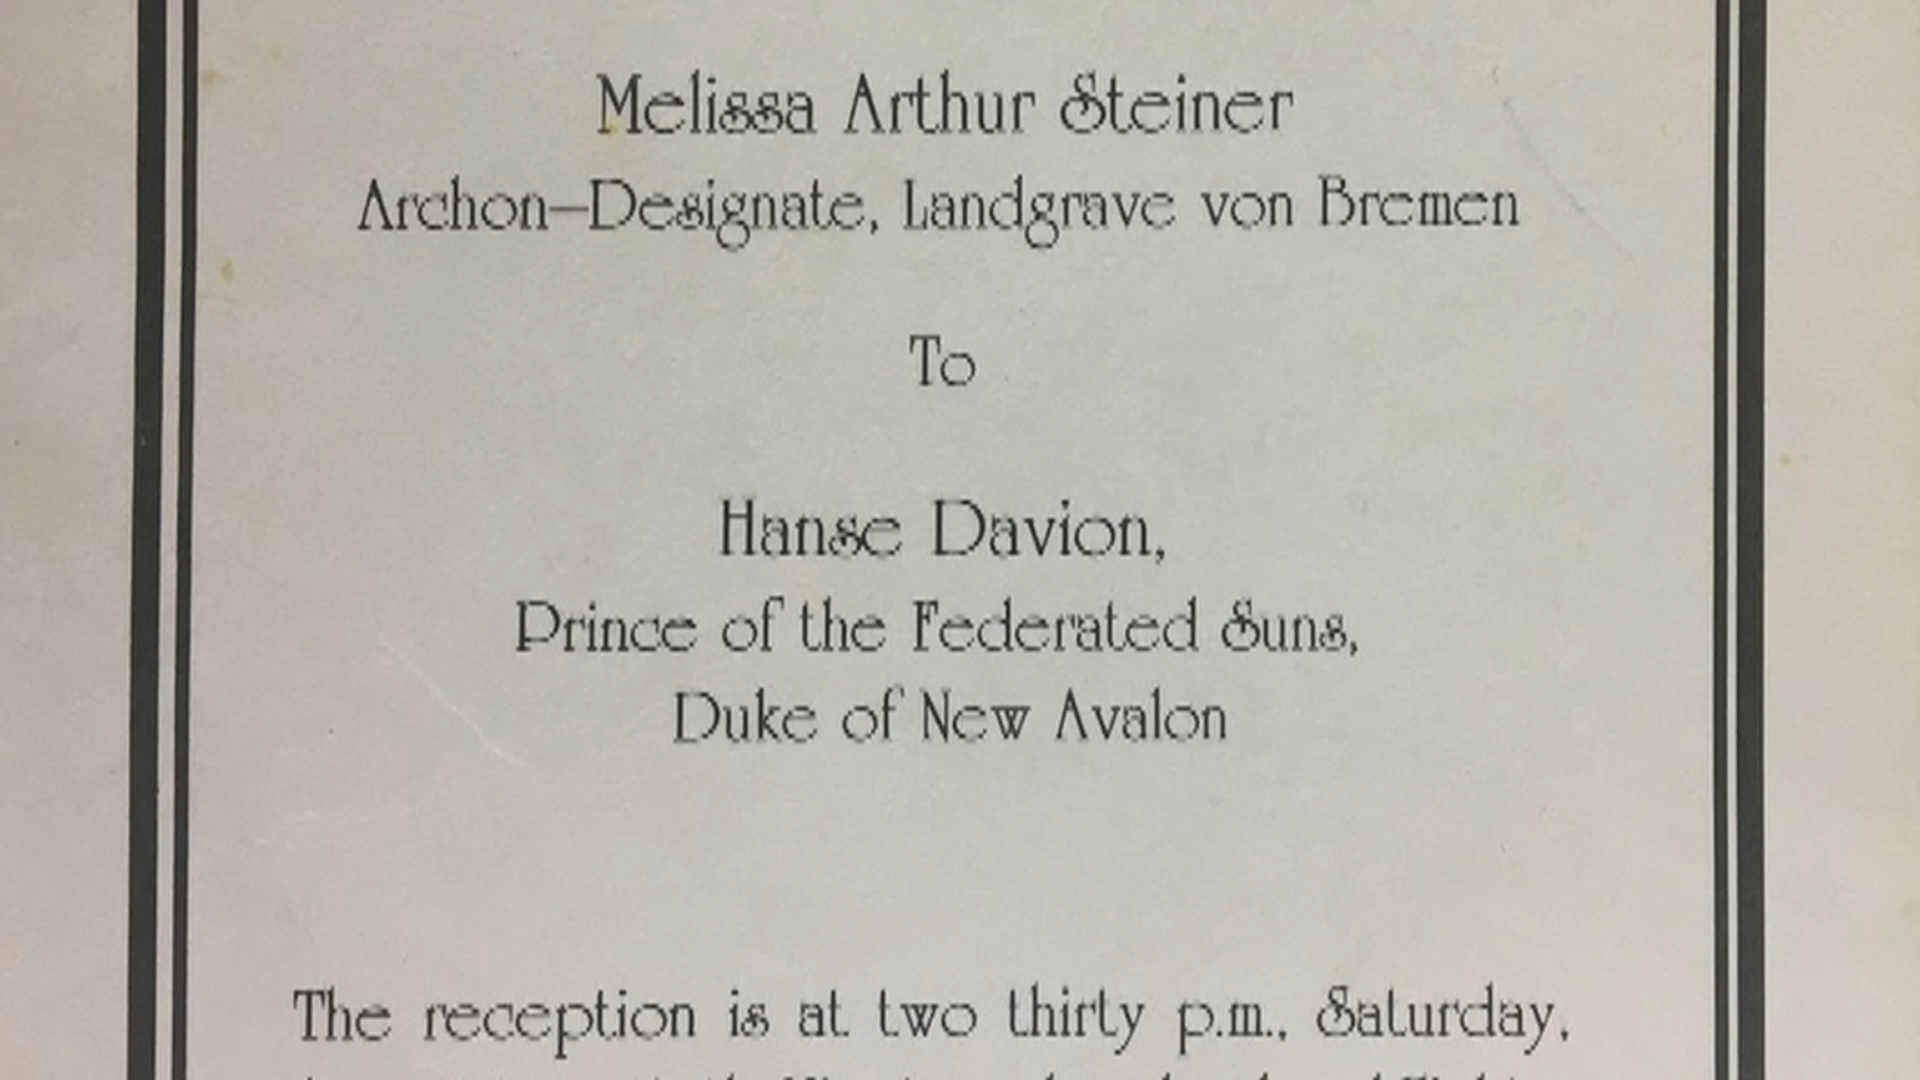 Melissa Arthur Steiner
Archon–Designate, Landgrave von Bremen
To
Hanse Davion,
Prince of the Federated Suns,
Duke of New Avalon
The reception is at two thirty p.m., Saturday,